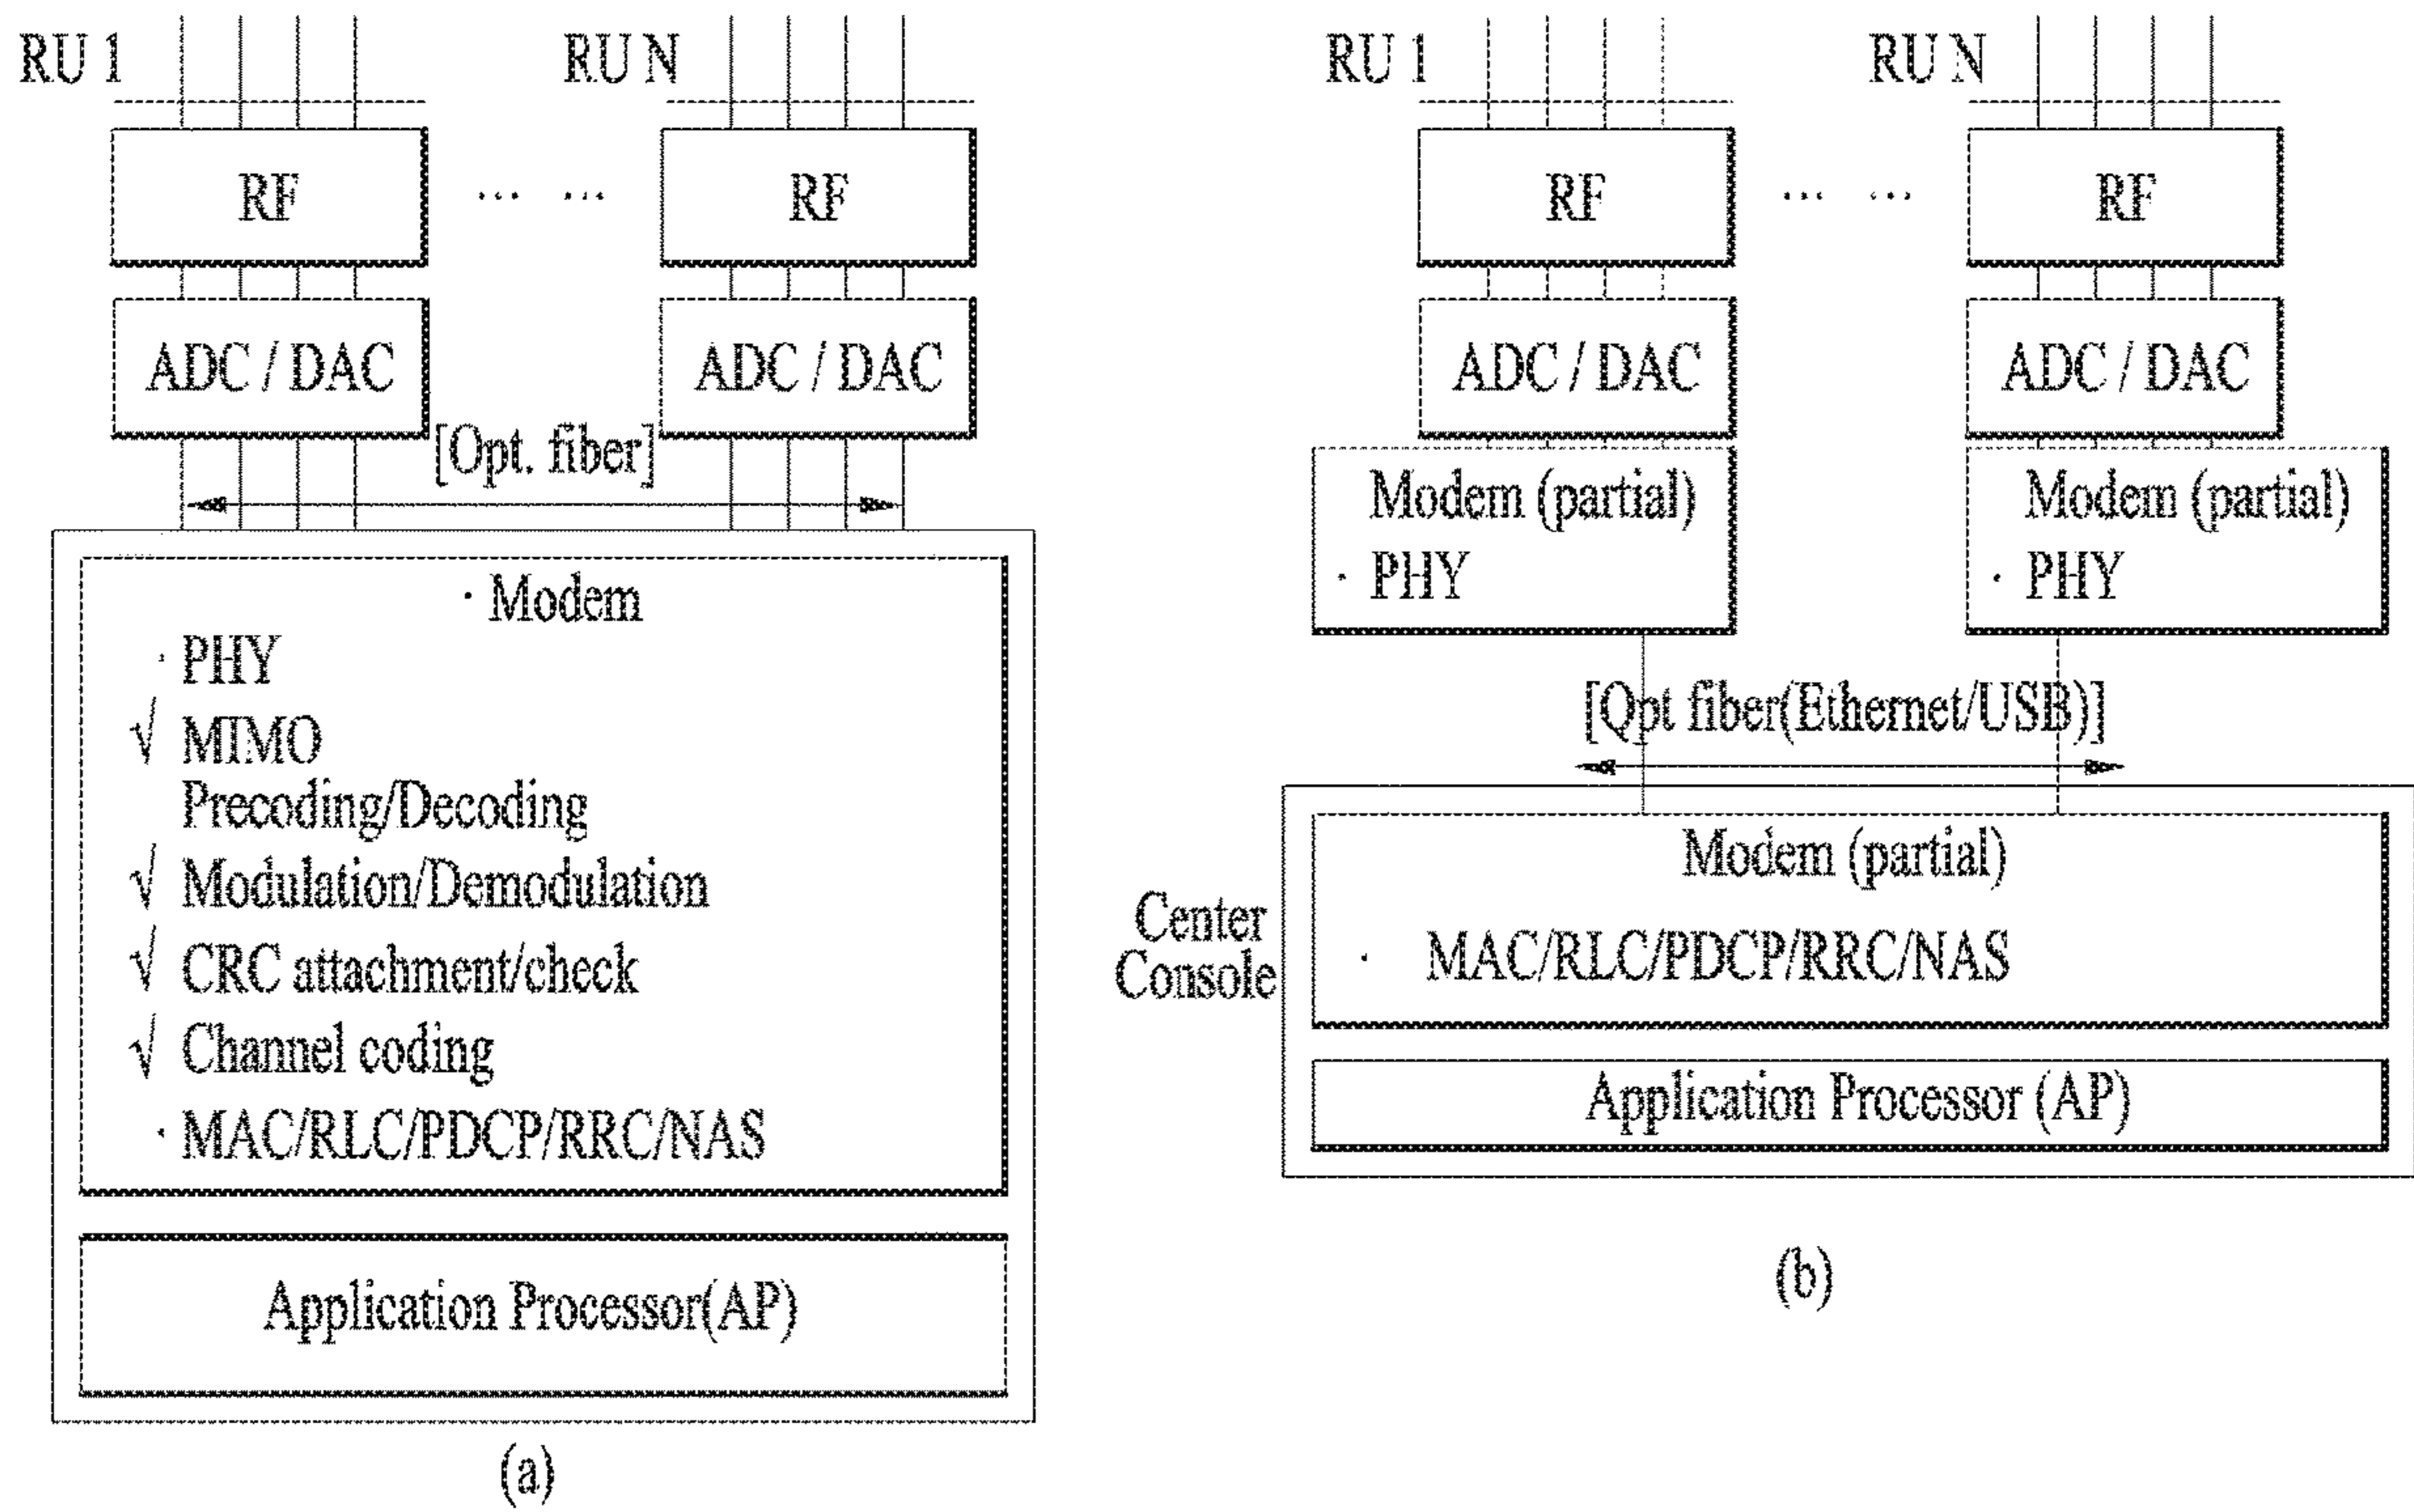 RU 1
RU N
RF
... ...
RF
ADC / DAC
ADC / DAC
[Opt. fiber]
· Modem
· PHY
√ MIMO
Precoding/Decoding
√ Modulation/Demodulation
√ CRC attachment/check
√ Channel coding
· MAC/RLC/PDCP/RRC/NAS
Application Processor(AP)
(a)
RU 1
RU N
RF
... ...
RF
ADC / DAC
ADC / DAC
Modem (partial)
· PHY
Modem (partial)
· PHY
[Qpt fiber(Ethernet/USB)]
Center
Console
Modem (partial)
· MAC/RLC/PDCP/RRC/NAS
Application Processor (AP)
(b)